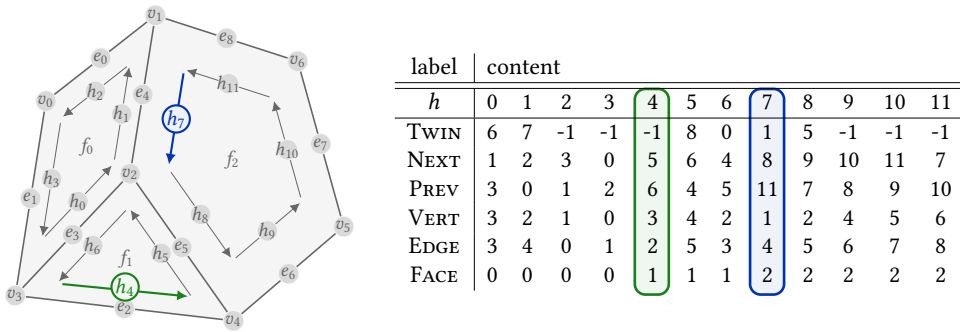 v1
e8
v6
e0
h11
h2
e4
v0
h1
h7
e7
f0
f2
h10
h3
v2
e1
h0
h8
v5
e3
h9
h6
e5
f1
h5
e6
h4
v3
e2
v4
label content
h 0 1 2 3 4 5 6 7 8 9 10 11
TWIN 6 7 -1 -1 -1 8 0 1 5 -1 -1 -1
NEXT 1 2 3 0 5 6 4 8 9 10 11 7
PREV 3 0 1 2 6 4 5 11 7 8 9 10
VERT 3 2 1 0 3 4 2 1 2 4 5 6
EDGE 3 4 0 1 2 5 3 4 5 6 7 8
FACE 0 0 0 0 1 1 1 2 2 2 2 2